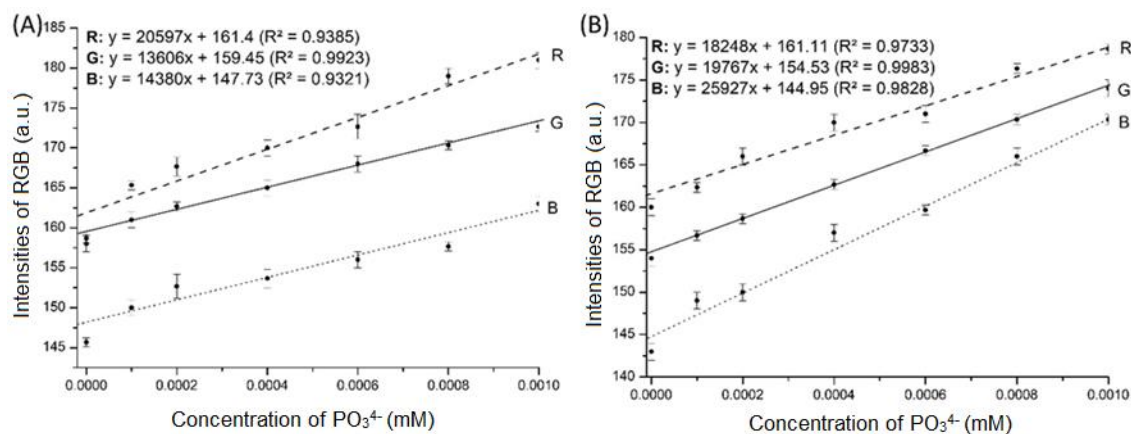 (A)
R: y = 20597x + 161.4 (R² = 0.9385)
G: y = 13606x + 159.45 (R² = 0.9923)
B: y = 14380x + 147.73 (R² = 0.9321)
R
G
B
185
180
175
170
165
160
155
150
145
Intensities of RGB (a.u.)
0.0000
0.0002
0.0004
0.0006
0.0008
0.0010
Concentration of PO₃⁴⁻ (mM)
(B)
R: y = 18248x + 161.11 (R² = 0.9733)
G: y = 19767x + 154.53 (R² = 0.9983)
B: y = 25927x + 144.95 (R² = 0.9828)
R
G
B
180
175
170
165
160
155
150
145
140
Intensities of RGB (a.u.)
0.0000
0.0002
0.0004
0.0006
0.0008
0.0010
Concentration of PO₃⁴⁻ (mM)